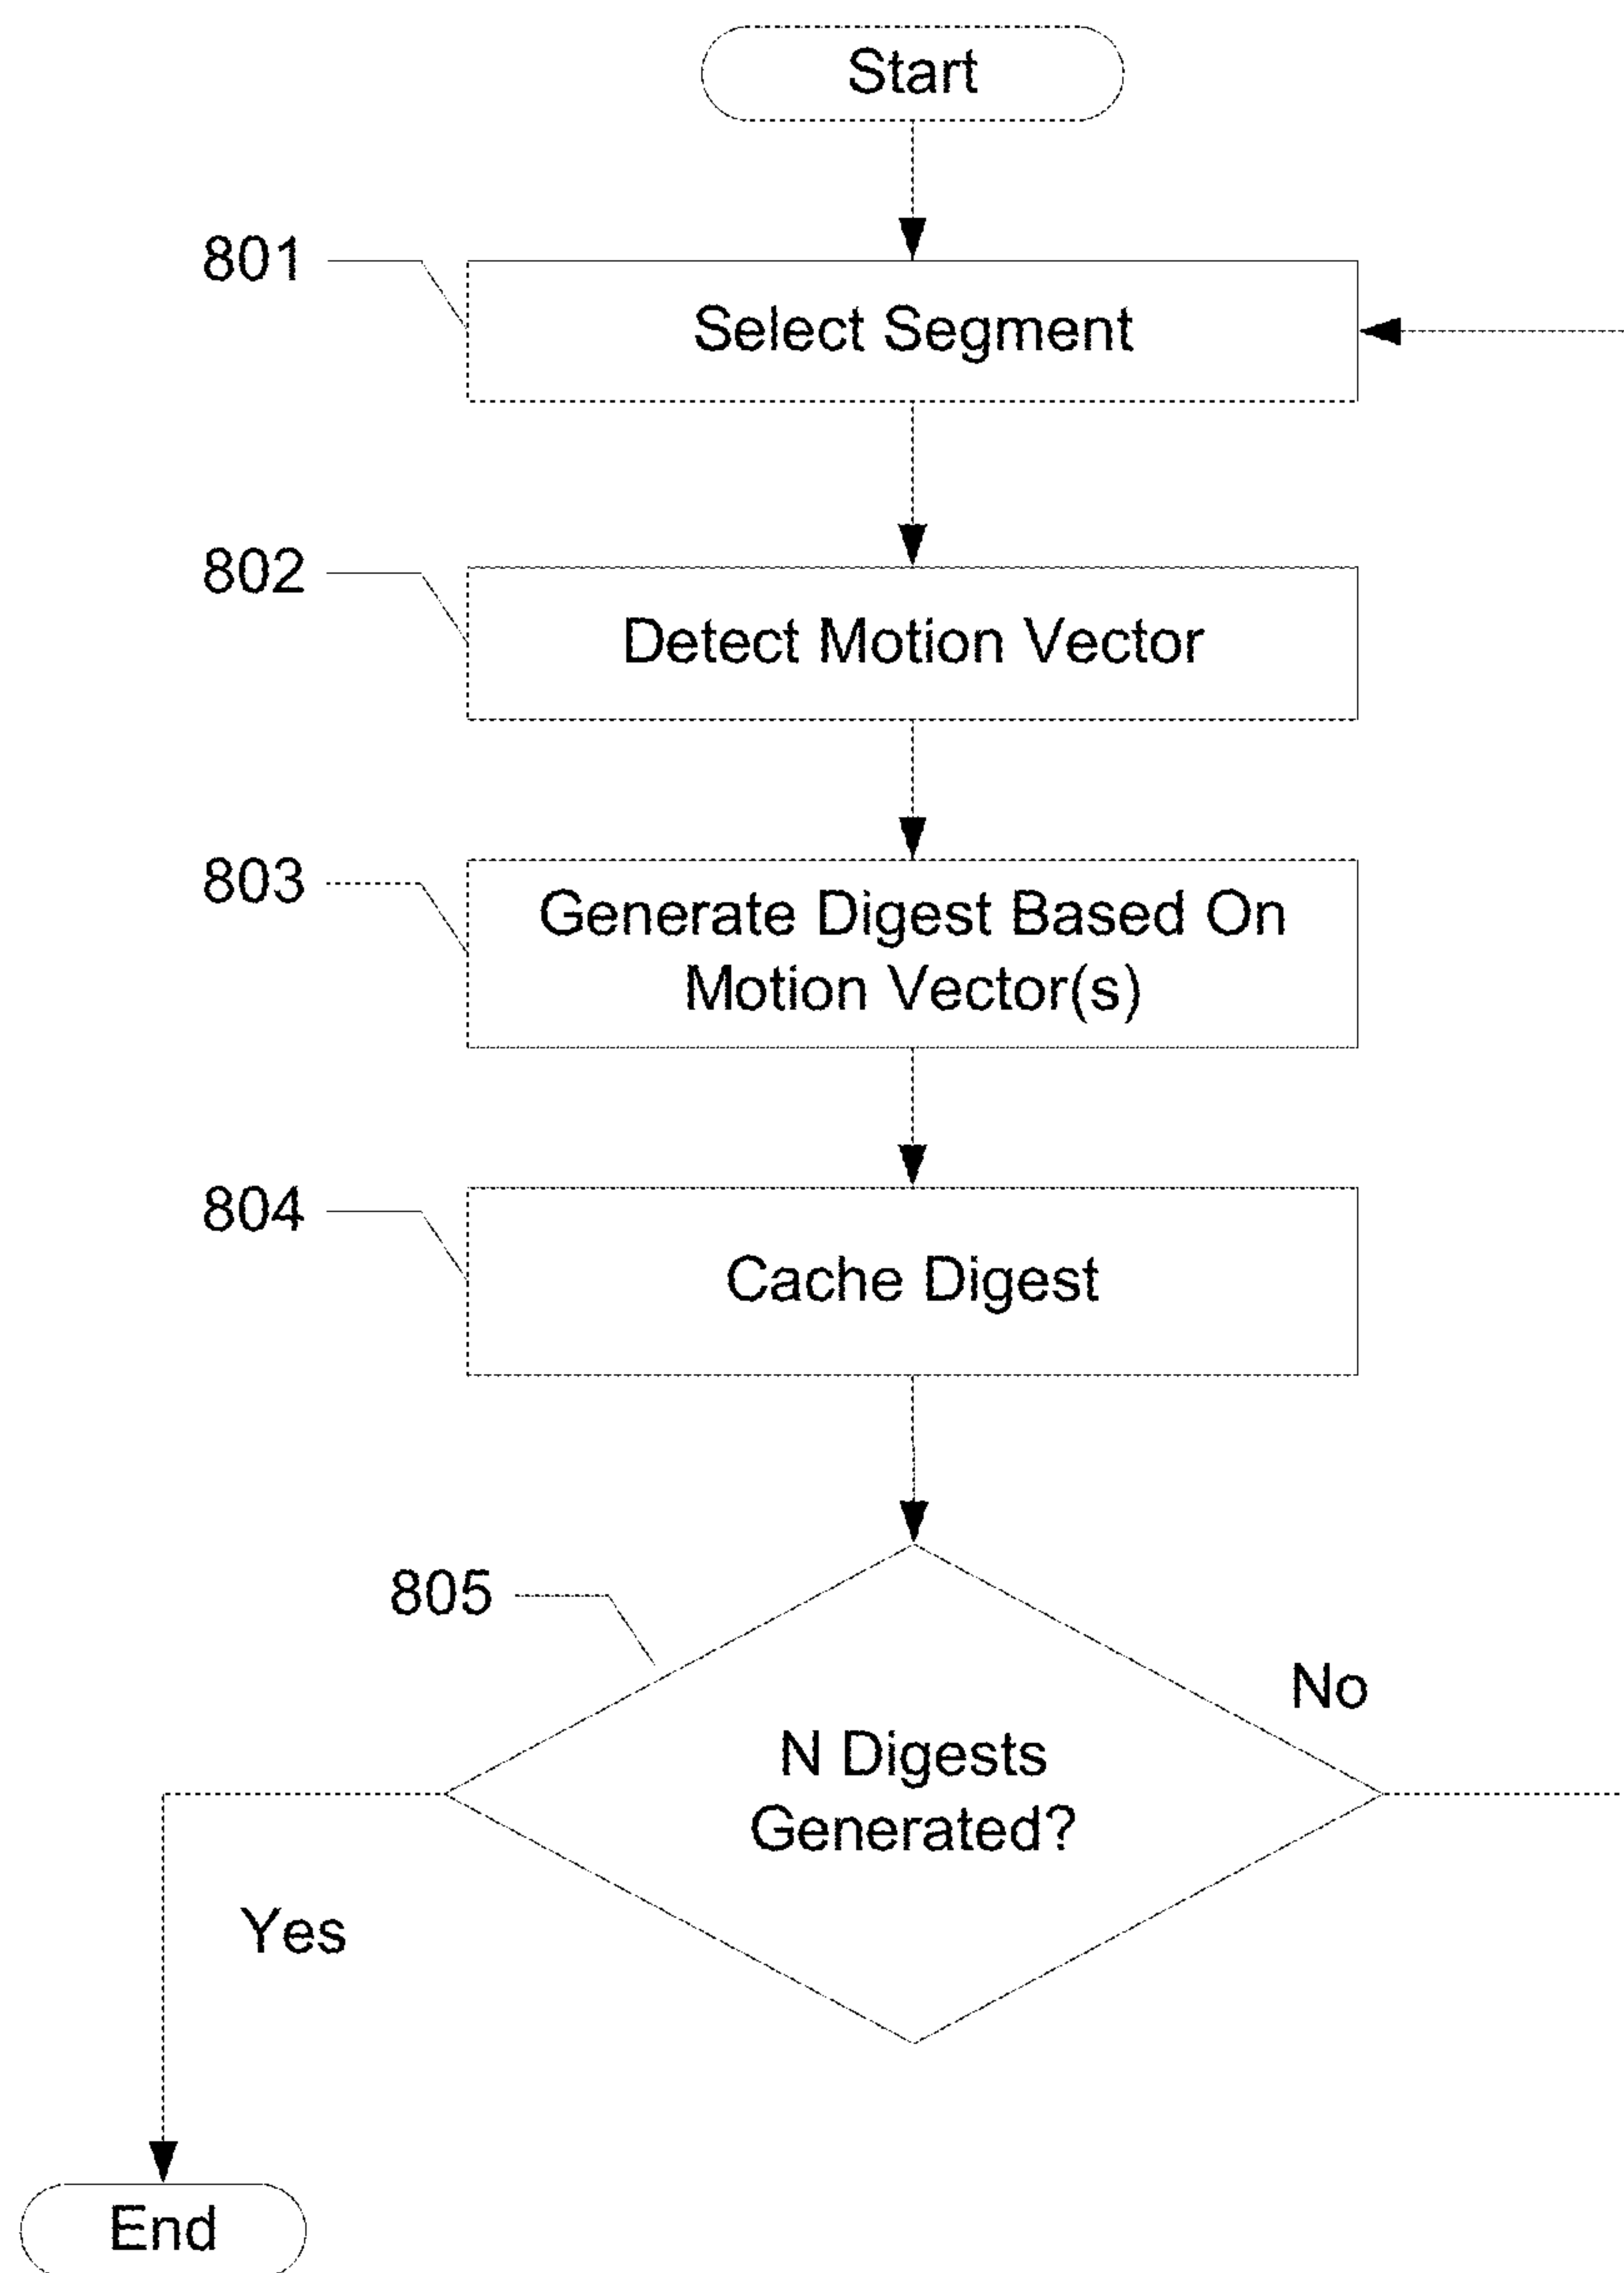 Start
801
Select Segment
802
Detect Motion Vector
803
Generate Digest Based On
Motion Vector(s)
804
Cache Digest
805
N Digests
Generated?
No
Yes
End